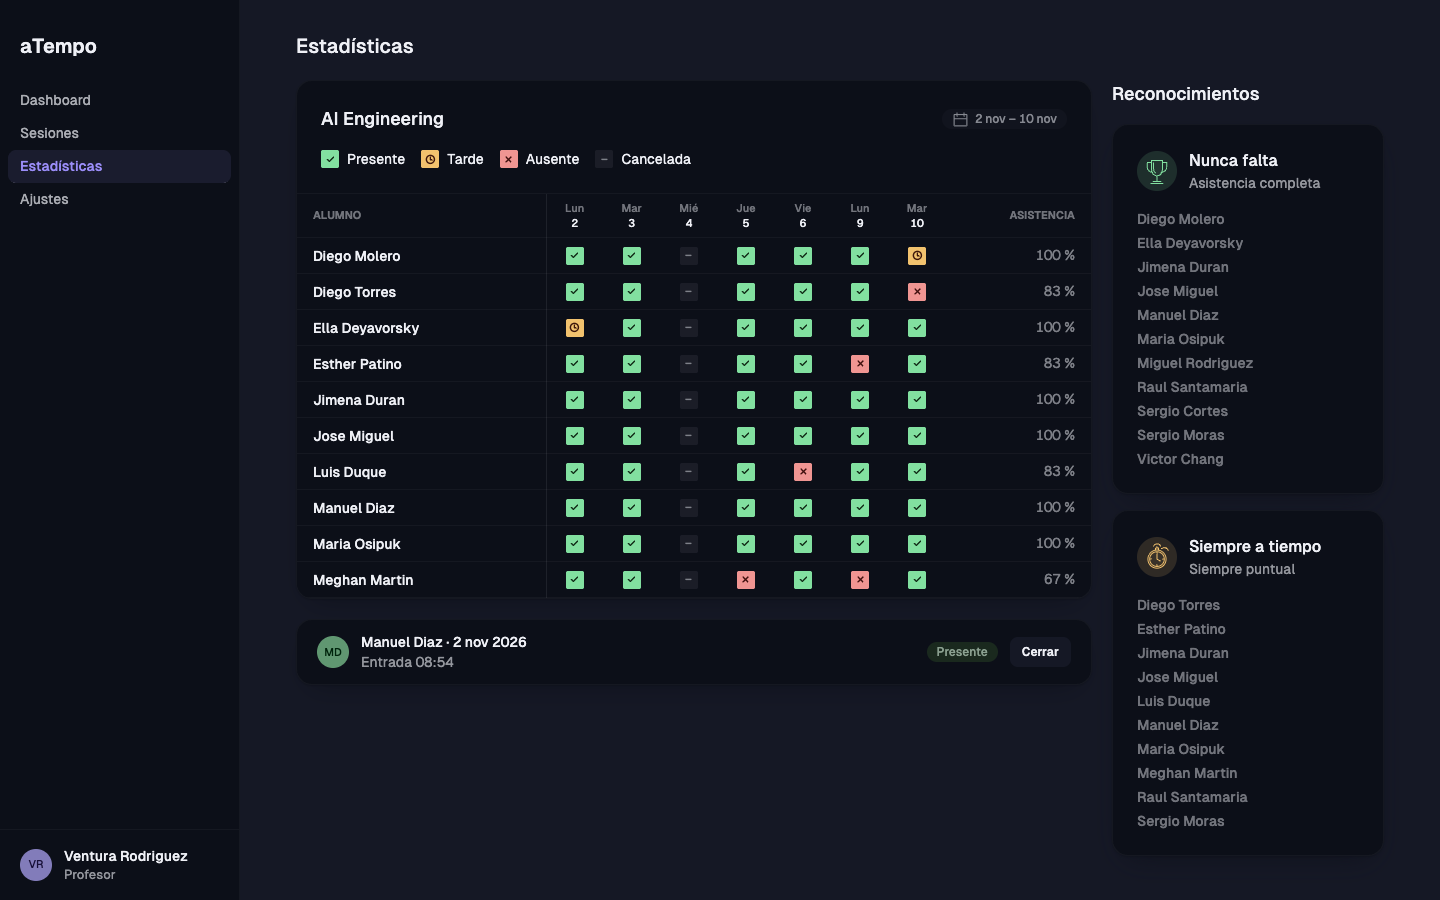 aTempo
Dashboard
Sesiones
Estadísticas
Ajustes
VR
Ventura Rodriguez
Profesor
Estadísticas
AI Engineering
2 nov – 10 nov
Presente Tarde Ausente – Cancelada
ALUMNO Lun 2 Mar 3 Mié 4 Jue 5 Vie 6 Lun 9 Mar 10 ASISTENCIA
Diego Molero – 100 %
Diego Torres – 83 %
Ella Deyavorsky – 100 %
Esther Patino – 83 %
Jimena Duran – 100 %
Jose Miguel – 100 %
Luis Duque – 83 %
Manuel Diaz – 100 %
Maria Osipuk – 100 %
Meghan Martin – 67 %
MD
Manuel Diaz · 2 nov 2026
Entrada 08:54
Presente
Cerrar
Reconocimientos
Nunca falta
Asistencia completa
Diego Molero
Ella Deyavorsky
Jimena Duran
Jose Miguel
Manuel Diaz
Maria Osipuk
Miguel Rodriguez
Raul Santamaria
Sergio Cortes
Sergio Moras
Victor Chang
Siempre a tiempo
Siempre puntual
Diego Torres
Esther Patino
Jimena Duran
Jose Miguel
Luis Duque
Manuel Diaz
Maria Osipuk
Meghan Martin
Raul Santamaria
Sergio Moras